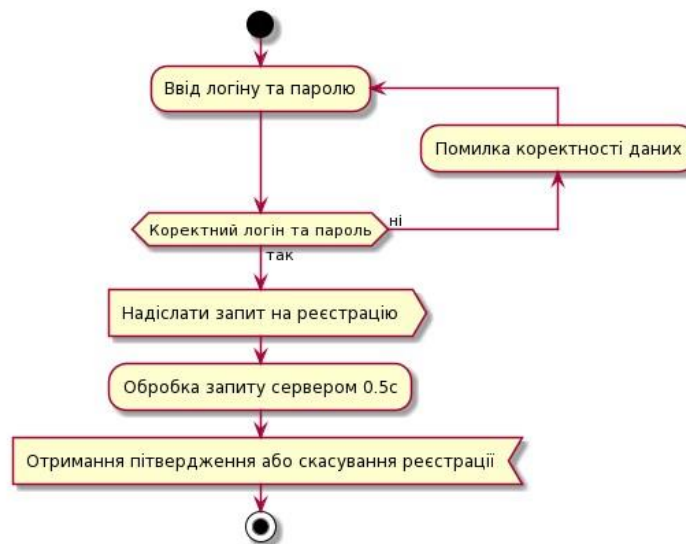 Ввід логіну та паролю
Помилка коректності даних
Коректний логін та пароль
ні
так
Надіслати запит на реєстрацію
Обробка запиту сервером 0.5с
Отримання пітвердження або скасування реєстрації